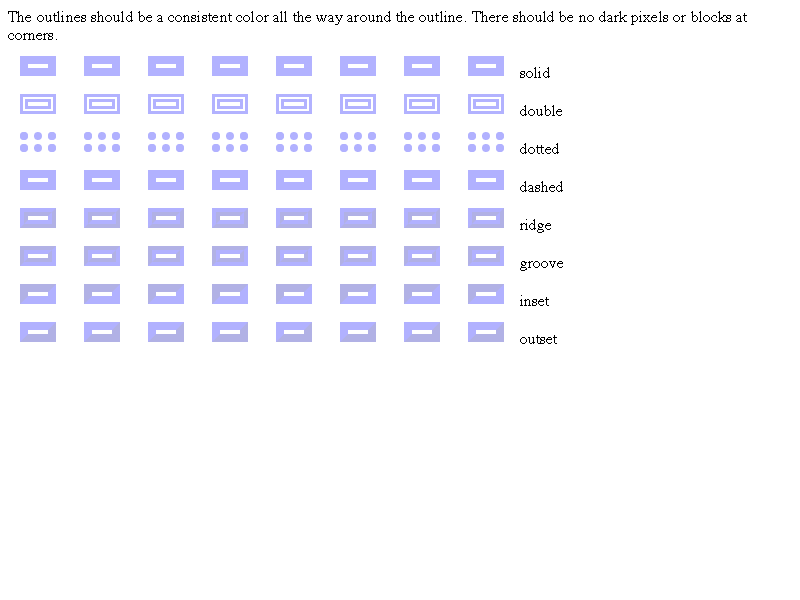 The outlines should be a consistent color all the way around the outline. There should be no dark pixels or blocks at
corners.
solid
double
dotted
dashed
ridge
groove
inset
outset